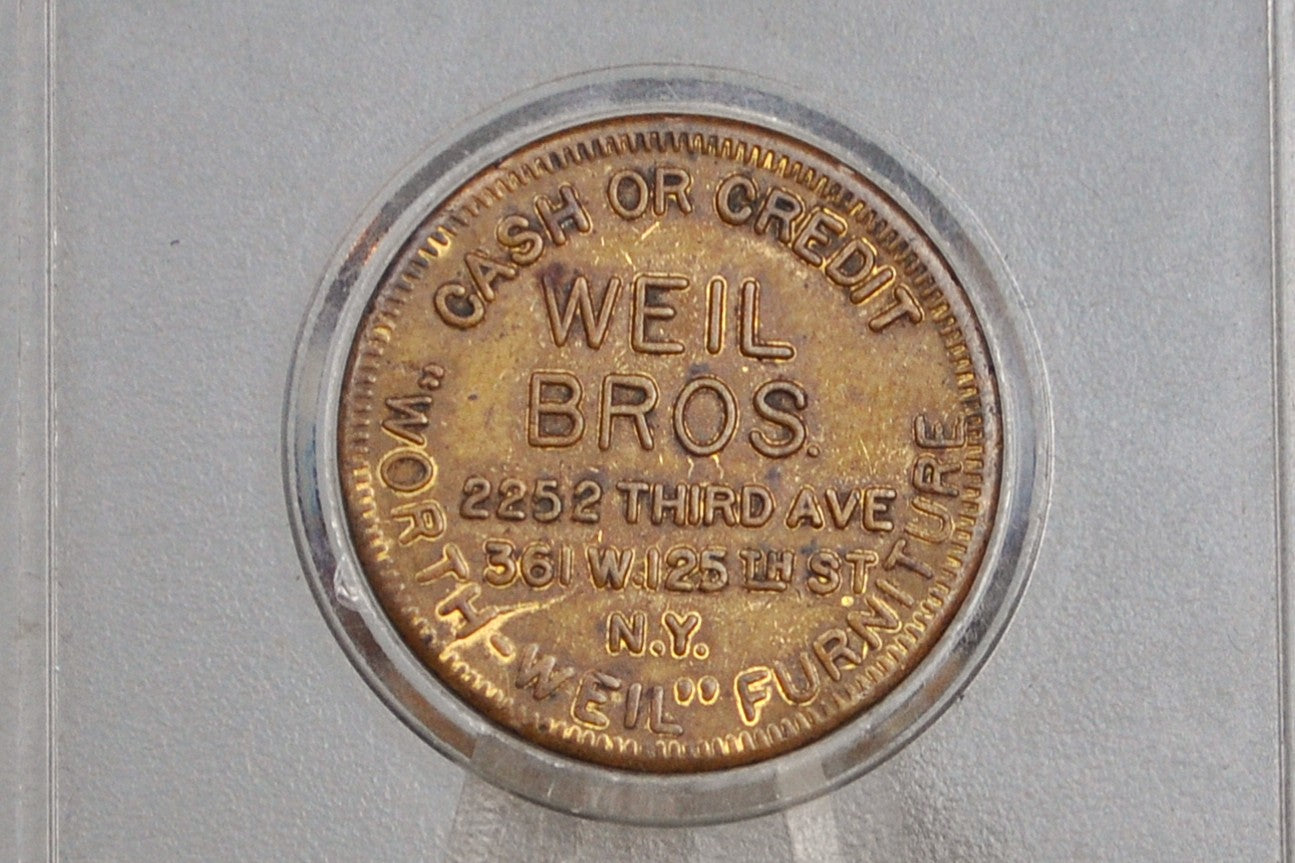 CASH OR CREDIT
WEIL
BROS.
2252 THIRD AVE
361 W.125TH ST
N.Y.
"WORTH-WEIL" FURNITURE